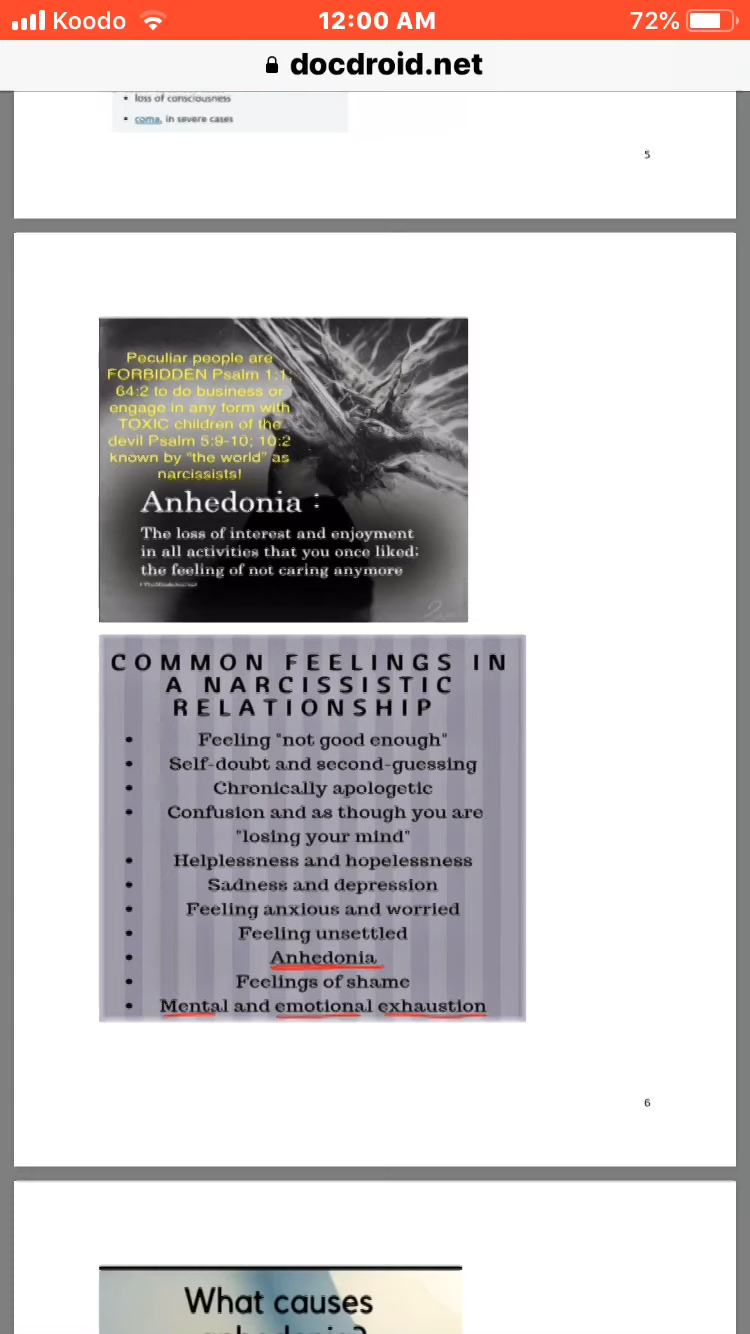 Koodo
12:00 AM
72%
docdroid.net
• loss of consciousness
• coma, in severe cases
5
Peculiar people are
FORBIDDEN Psalm 1:1;
64:2 to do business or
engage in any form with
TOXIC children of the
devil Psalm 5:9-10; 10:2
known by "the world" as
narcissists!
Anhedonia :
The loss of interest and enjoyment
in all activities that you once liked;
the feeling of not caring anymore
COMMON FEELINGS IN
A NARCISSISTIC
RELATIONSHIP
• Feeling "not good enough"
• Self-doubt and second-guessing
• Chronically apologetic
• Confusion and as though you are
"losing your mind"
• Helplessness and hopelessness
• Sadness and depression
• Feeling anxious and worried
• Feeling unsettled
• Anhedonia
• Feelings of shame
• Mental and emotional exhaustion
6
What causes
anhedonia?